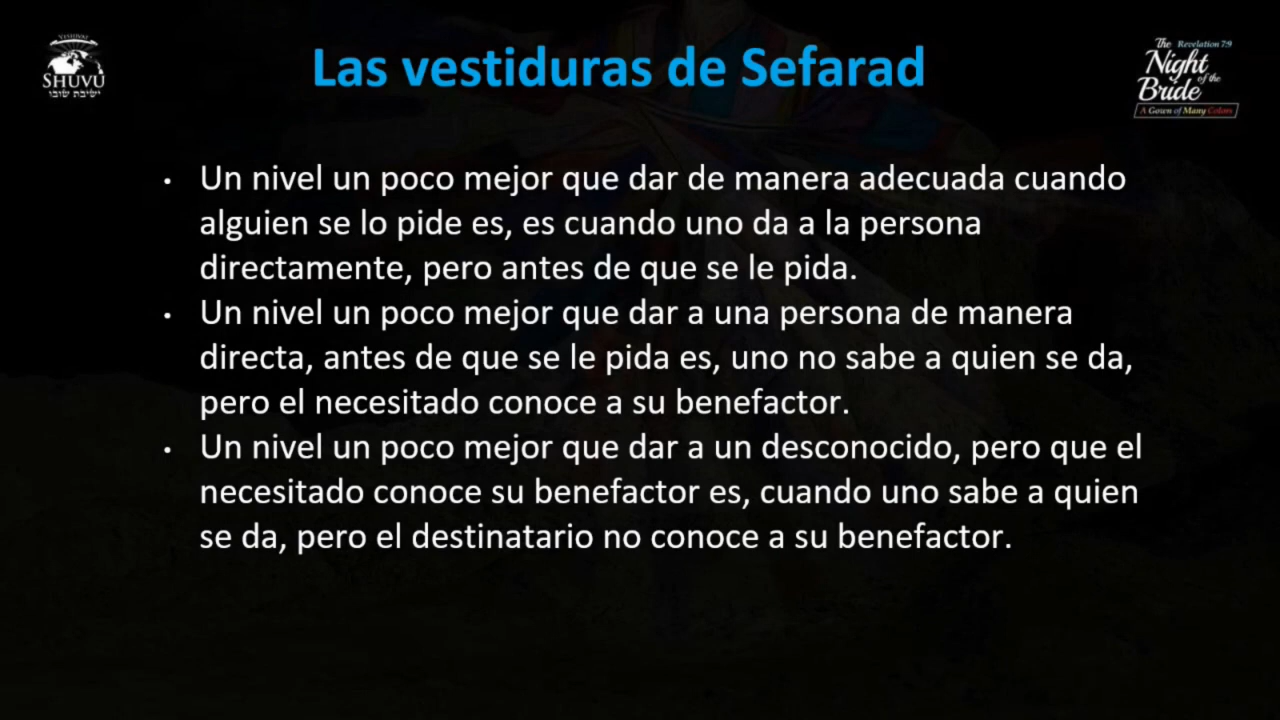 YESHIVAT
SHUVU
ישיבת שובו
Las vestiduras de Sefarad
The Revelation 7:9
Night
of the
Bride
A Gown of Many Colors
• Un nivel un poco mejor que dar de manera adecuada cuando
alguien se lo pide es, es cuando uno da a la persona
directamente, pero antes de que se le pida.
• Un nivel un poco mejor que dar a una persona de manera
directa, antes de que se le pida es, uno no sabe a quien se da,
pero el necesitado conoce a su benefactor.
• Un nivel un poco mejor que dar a un desconocido, pero que el
necesitado conoce su benefactor es, cuando uno sabe a quien
se da, pero el destinatario no conoce a su benefactor.